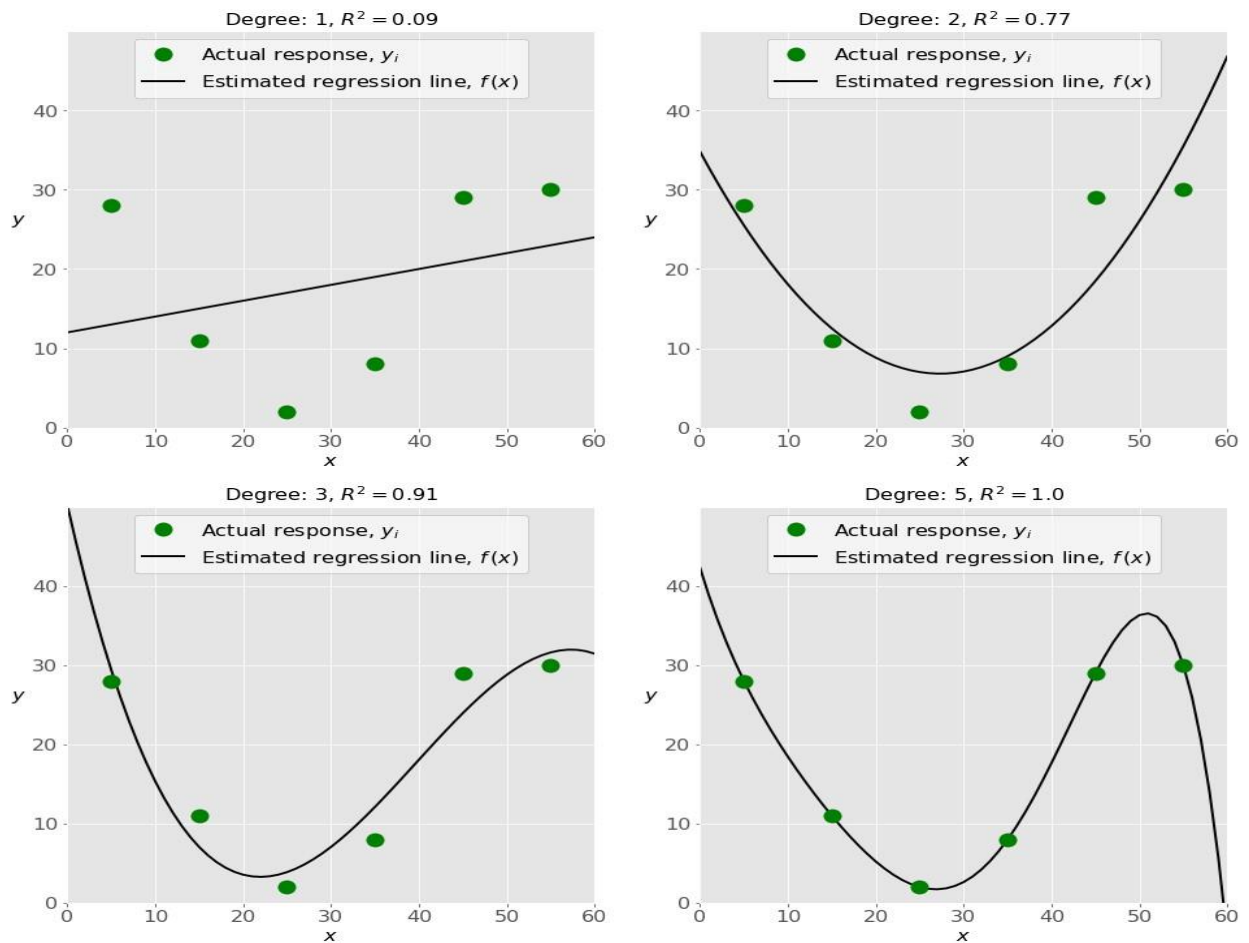 Degree: 1, R² = 0.09
Actual response, yᵢ
Estimated regression line, f(x)
40
30
y
20
10
0
0 10 20 30 40 50 60
x
Degree: 2, R² = 0.77
Actual response, yᵢ
Estimated regression line, f(x)
40
30
y
20
10
0
0 10 20 30 40 50 60
x
Degree: 3, R² = 0.91
Actual response, yᵢ
Estimated regression line, f(x)
40
30
y
20
10
0
0 10 20 30 40 50 60
x
Degree: 5, R² = 1.0
Actual response, yᵢ
Estimated regression line, f(x)
40
30
y
20
10
0
0 10 20 30 40 50 60
x